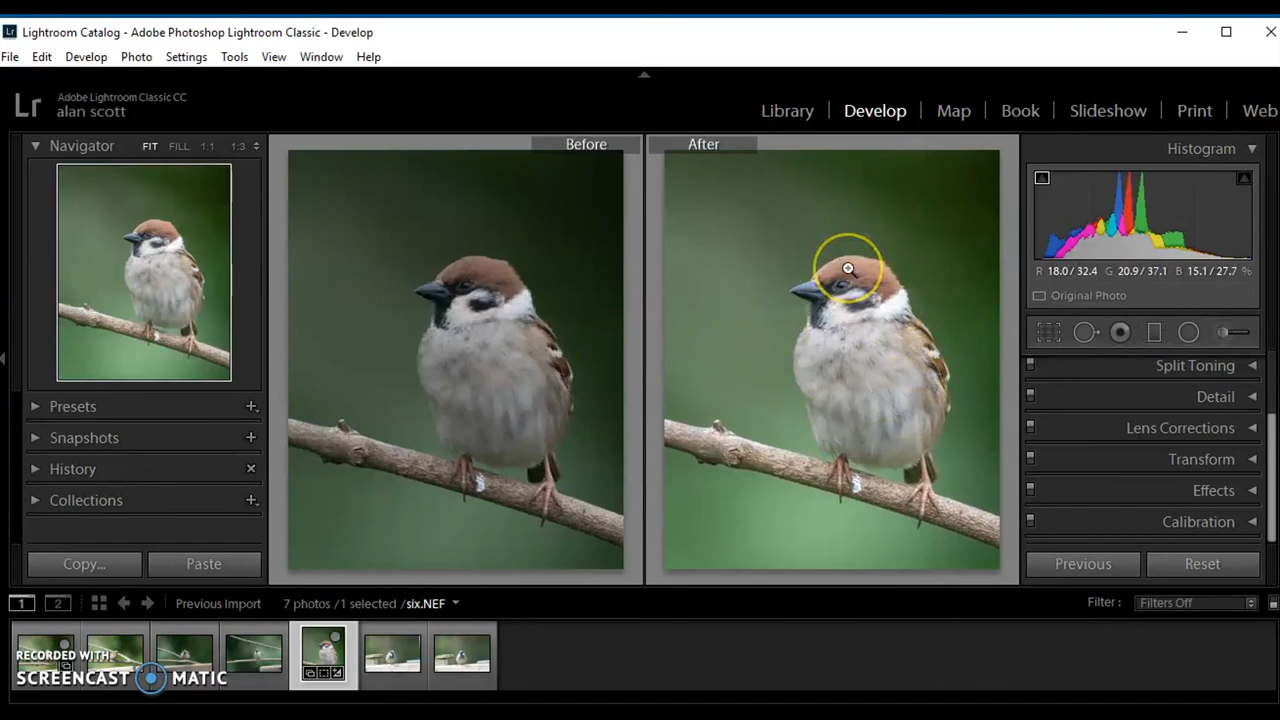 Lightroom Catalog - Adobe Photoshop Lightroom Classic - Develop
File Edit Develop Photo Settings Tools View Window Help
Lr
Adobe Lightroom Classic CC
alan scott
Library Develop Map Book Slideshow Print Web
Navigator FIT FILL 1:1 1:3
Before
After
Histogram
R 18.0 / 32.4 G 20.9 / 37.1 B 15.1 / 27.7 %
Original Photo
Presets
Snapshots
History
Collections
Copy... Paste
Split Toning
Detail
Lens Corrections
Transform
Effects
Calibration
Previous Reset
1 2 Previous Import 7 photos /1 selected /six.NEF Filter : Filters Off
RECORDED WITH
SCREENCAST MATIC